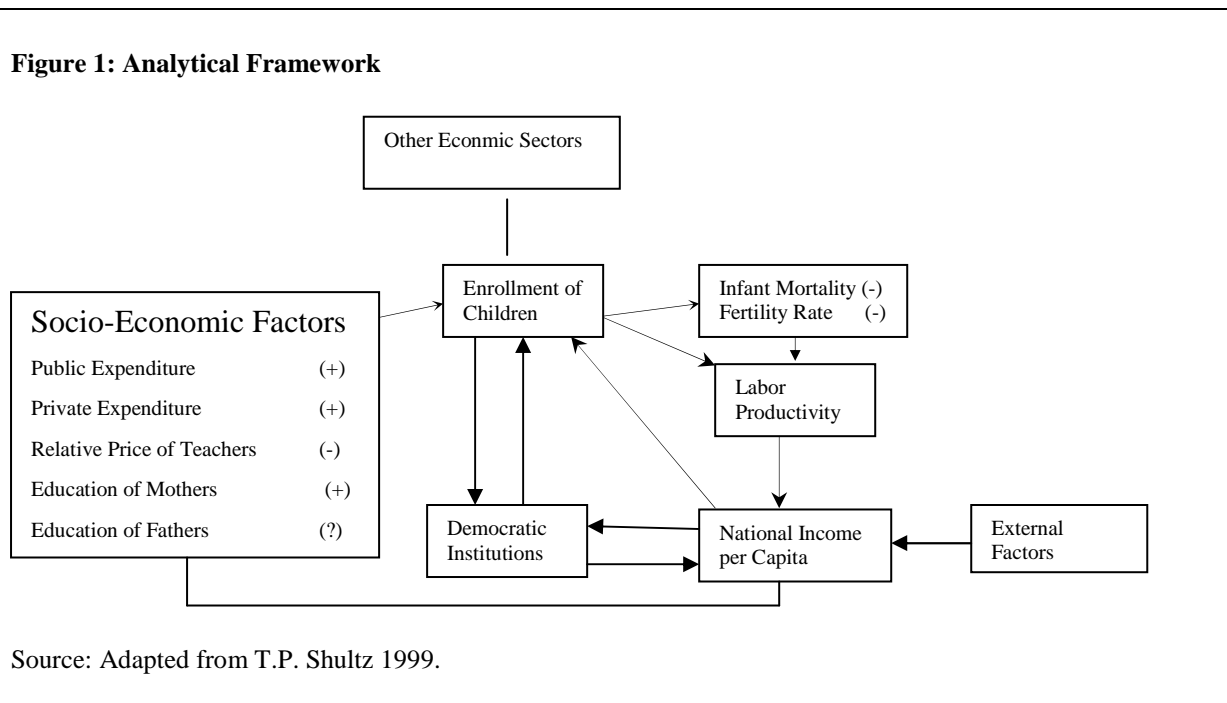 Figure 1: Analytical Framework
Other Econmic Sectors
Enrollment of
Children
Infant Mortality (-)
Fertility Rate (-)
Socio-Economic Factors
Public Expenditure (+)
Private Expenditure (+)
Relative Price of Teachers (-)
Education of Mothers (+)
Education of Fathers (?)
Labor
Productivity
Democratic
Institutions
National Income
per Capita
External
Factors
Source: Adapted from T.P. Shultz 1999.